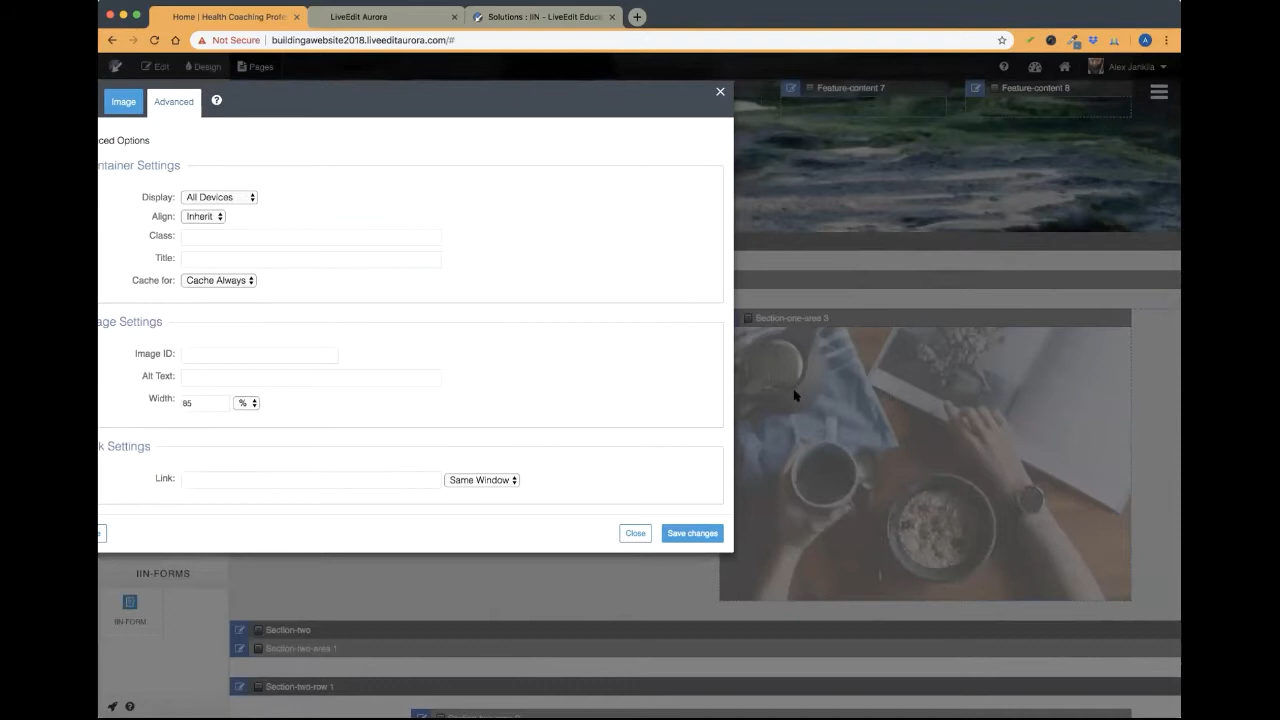 Home | Health Coaching Profe
LiveEdit Aurora
Solutions : IIN - LiveEdit Educa
Not Secure
buildingawebsite2018.liveeditaurora.com/#
A
Edit
Design
Pages
Alex Jankila
Image
Advanced
Feature-content 7
Feature-content 8
ced Options
ntainer Settings
Display: All Devices
Align: Inherit
Class:
Title:
Cache for: Cache Always
age Settings
Section-one-area 3
Image ID:
Alt Text:
Width: 85 %
k Settings
Link: Same Window
e
Close
Save changes
IIN-FORMS
IIN-FORM
Section-two
Section-two-area 1
Section-two-row 1